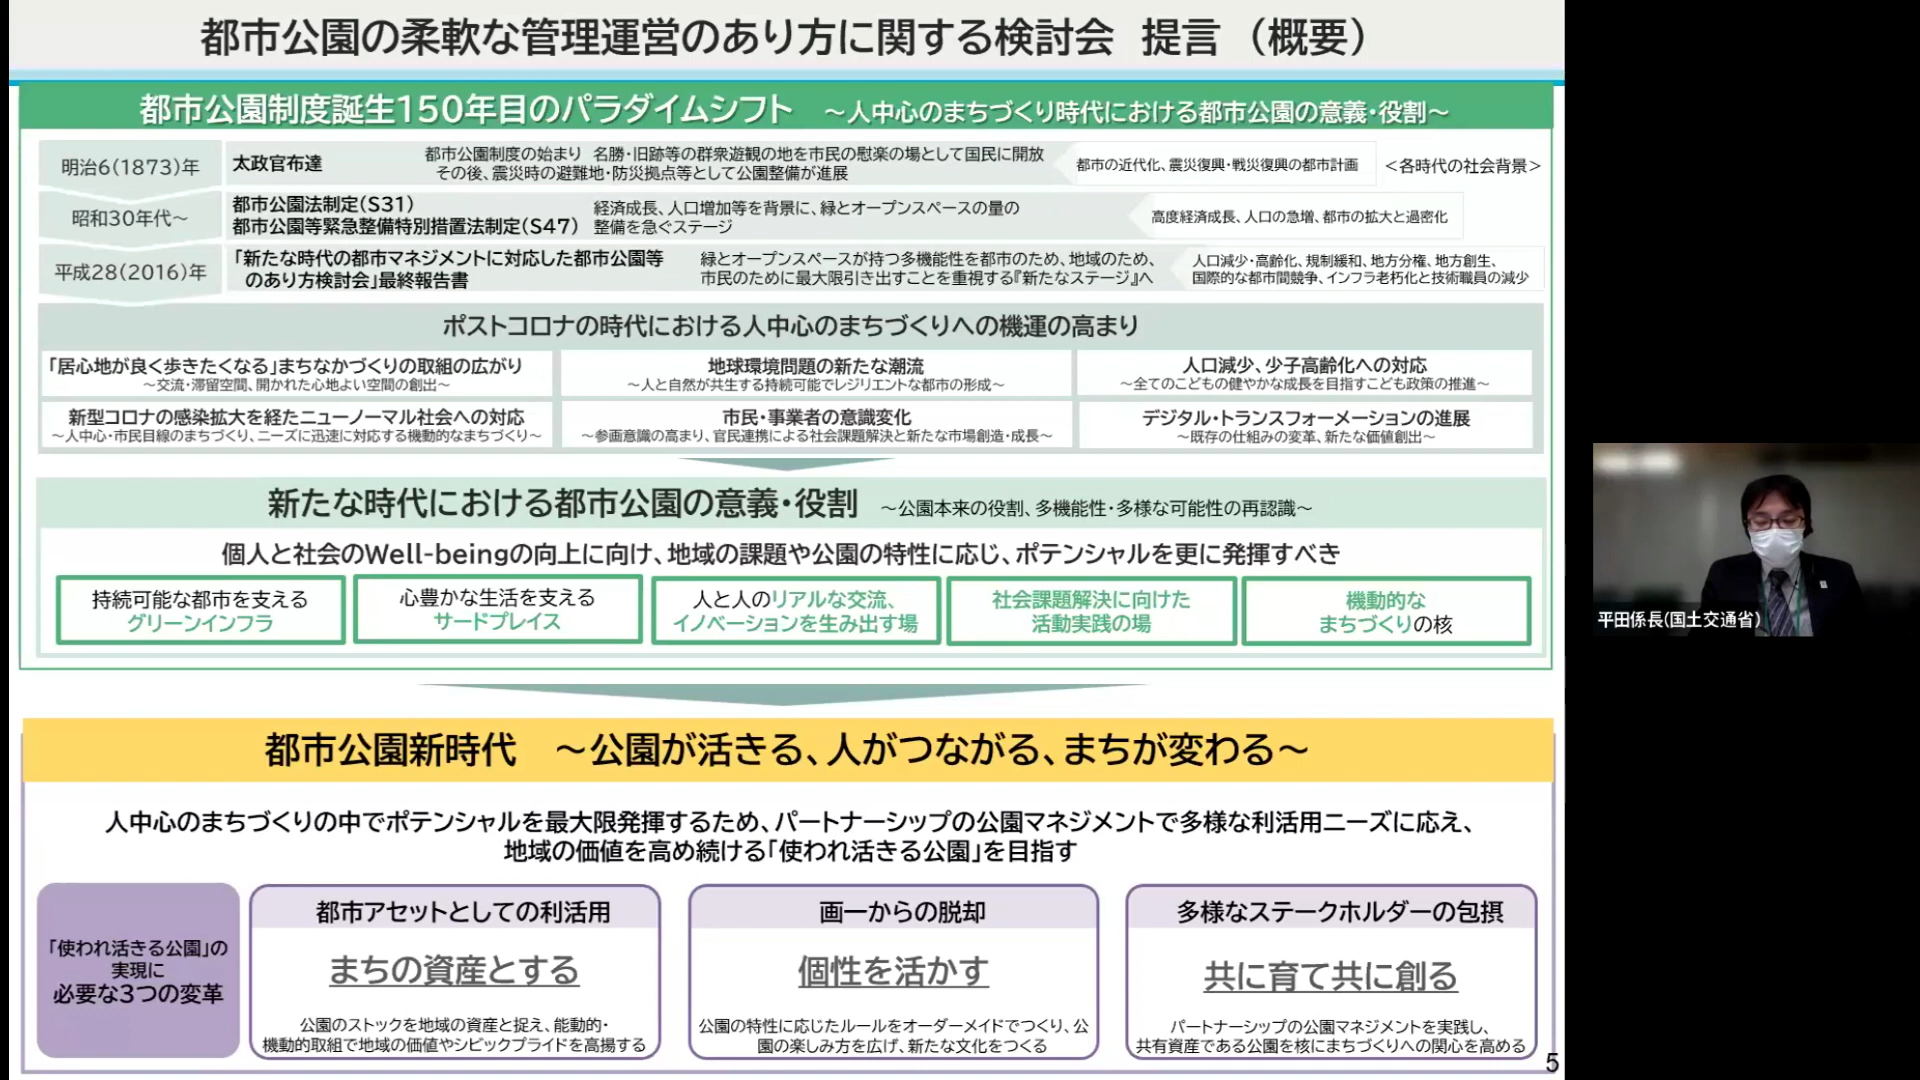 都市公園の柔軟な管理運営のあり方に関する検討会　提言　（概要）
都市公園制度誕生150年目のパラダイムシフト　～人中心のまちづくり時代における都市公園の意義・役割～
明治6(1873)年
太政官布達
都市公園制度の始まり　名勝・旧跡等の群衆遊観の地を市民の慰楽の場として国民に開放
その後、震災時の避難地・防災拠点等として公園整備が進展
都市の近代化、震災復興・戦災復興の都市計画
＜各時代の社会背景＞
昭和30年代～
都市公園法制定(S31)
都市公園等緊急整備特別措置法制定(S47)
経済成長、人口増加等を背景に、緑とオープンスペースの量の
整備を急ぐステージ
高度経済成長、人口の急増、都市の拡大と過密化
平成28(2016)年
「新たな時代の都市マネジメントに対応した都市公園等
のあり方検討会」最終報告書
緑とオープンスペースが持つ多機能性を都市のため、地域のため、
市民のために最大限引き出すことを重視する『新たなステージ』へ
人口減少・高齢化、規制緩和、地方分権、地方創生、
国際的な都市間競争、インフラ老朽化と技術職員の減少
ポストコロナの時代における人中心のまちづくりへの機運の高まり
「居心地が良く歩きたくなる」まちなかづくりの取組の広がり
～交流・滞留空間、開かれた心地よい空間の創出～
地球環境問題の新たな潮流
～人と自然が共生する持続可能でレジリエントな都市の形成～
人口減少、少子高齢化への対応
～全てのこどもの健やかな成長を目指すこども政策の推進～
新型コロナの感染拡大を経たニューノーマル社会への対応
～人中心・市民目線のまちづくり、ニーズに迅速に対応する機動的なまちづくり～
市民・事業者の意識変化
～参画意識の高まり、官民連携による社会課題解決と新たな市場創造・成長～
デジタル・トランスフォーメーションの進展
～既存の仕組みの変革、新たな価値創出～
新たな時代における都市公園の意義・役割　～公園本来の役割、多機能性・多様な可能性の再認識～
個人と社会のWell-beingの向上に向け、地域の課題や公園の特性に応じ、ポテンシャルを更に発揮すべき
持続可能な都市を支える
グリーンインフラ
心豊かな生活を支える
サードプレイス
人と人のリアルな交流、
イノベーションを生み出す場
社会課題解決に向けた
活動実践の場
機動的な
まちづくりの核
平田係長(国土交通省)
都市公園新時代　～公園が活きる、人がつながる、まちが変わる～
人中心のまちづくりの中でポテンシャルを最大限発揮するため、パートナーシップの公園マネジメントで多様な利活用ニーズに応え、
地域の価値を高め続ける「使われ活きる公園」を目指す
「使われ活きる公園」の
実現に
必要な3つの変革
都市アセットとしての利活用
まちの資産とする
公園のストックを地域の資産と捉え、能動的・
機動的取組で地域の価値やシビックプライドを高揚する
画一からの脱却
個性を活かす
公園の特性に応じたルールをオーダーメイドでつくり、公
園の楽しみ方を広げ、新たな文化をつくる
多様なステークホルダーの包摂
共に育て共に創る
パートナーシップの公園マネジメントを実践し、
共有資産である公園を核にまちづくりへの関心を高める
5